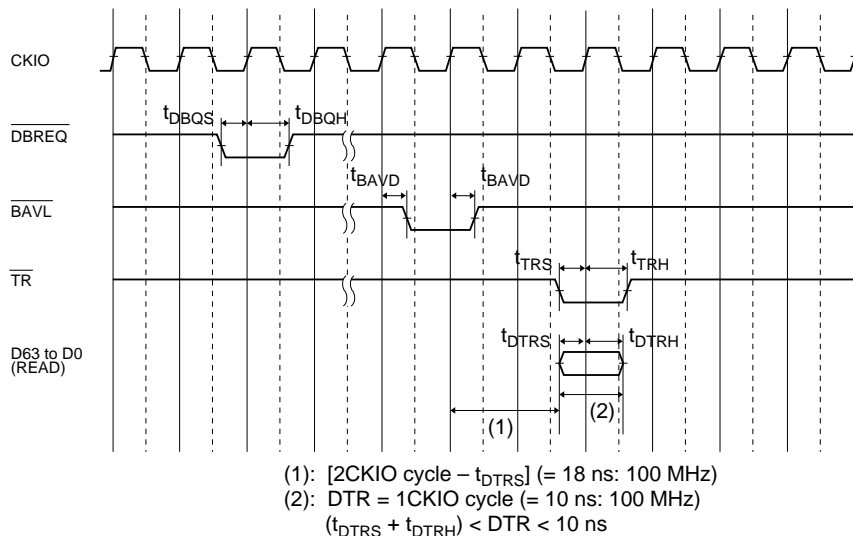 CKIO
tDBQS tDBQH
DBREQ
tBAVD tBAVD
BAVL
tTRS tTRH
TR
tDTRS tDTRH
D63 to D0
(READ)
(1) (2)
(1): [2CKIO cycle – tDTRS] (= 18 ns: 100 MHz)
(2): DTR = 1CKIO cycle (= 10 ns: 100 MHz)
(tDTRS + tDTRH) < DTR < 10 ns